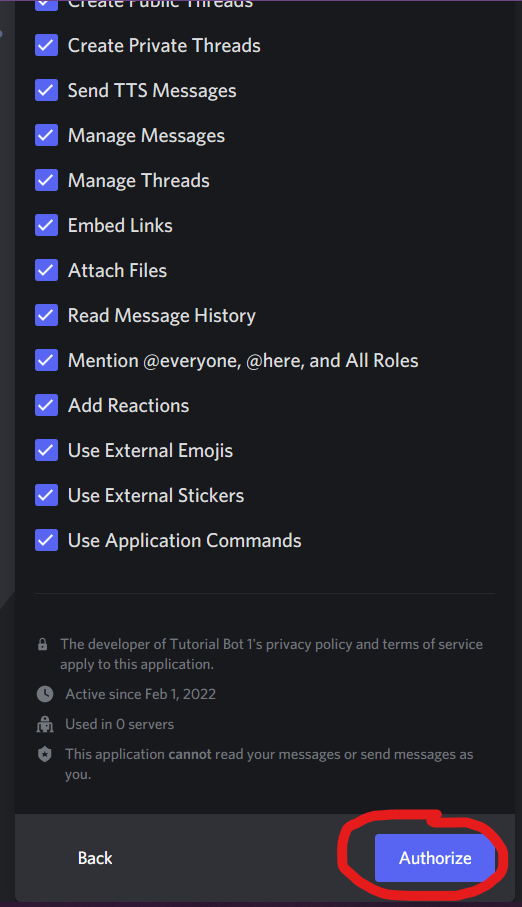 Create Public Threads
Create Private Threads
Send TTS Messages
Manage Messages
Manage Threads
Embed Links
Attach Files
Read Message History
Mention @everyone, @here, and All Roles
Add Reactions
Use External Emojis
Use External Stickers
Use Application Commands
The developer of Tutorial Bot 1's privacy policy and terms of service
apply to this application.
Active since Feb 1, 2022
Used in 0 servers
This application cannot read your messages or send messages as
you.
Back
Authorize